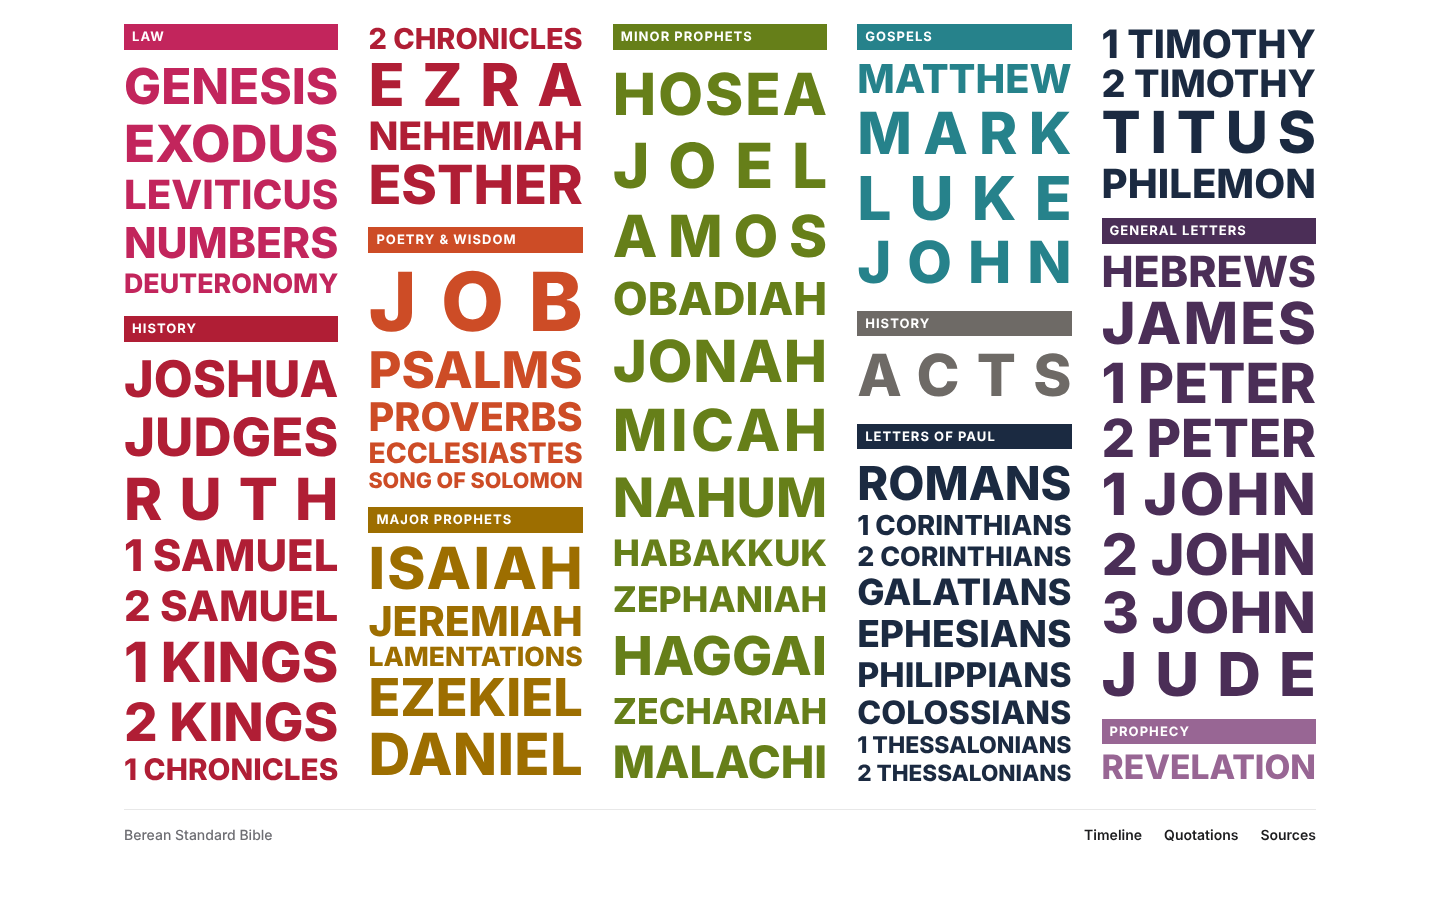 LAW
GENESIS
EXODUS
LEVITICUS
NUMBERS
DEUTERONOMY
HISTORY
JOSHUA
JUDGES
RUTH
1 SAMUEL
2 SAMUEL
1 KINGS
2 KINGS
1 CHRONICLES
2 CHRONICLES
EZRA
NEHEMIAH
ESTHER
POETRY & WISDOM
JOB
PSALMS
PROVERBS
ECCLESIASTES
SONG OF SOLOMON
MAJOR PROPHETS
ISAIAH
JEREMIAH
LAMENTATIONS
EZEKIEL
DANIEL
MINOR PROPHETS
HOSEA
JOEL
AMOS
OBADIAH
JONAH
MICAH
NAHUM
HABAKKUK
ZEPHANIAH
HAGGAI
ZECHARIAH
MALACHI
GOSPELS
MATTHEW
MARK
LUKE
JOHN
HISTORY
ACTS
LETTERS OF PAUL
ROMANS
1 CORINTHIANS
2 CORINTHIANS
GALATIANS
EPHESIANS
PHILIPPIANS
COLOSSIANS
1 THESSALONIANS
2 THESSALONIANS
1 TIMOTHY
2 TIMOTHY
TITUS
PHILEMON
GENERAL LETTERS
HEBREWS
JAMES
1 PETER
2 PETER
1 JOHN
2 JOHN
3 JOHN
JUDE
PROPHECY
REVELATION
Berean Standard Bible
Timeline Quotations Sources